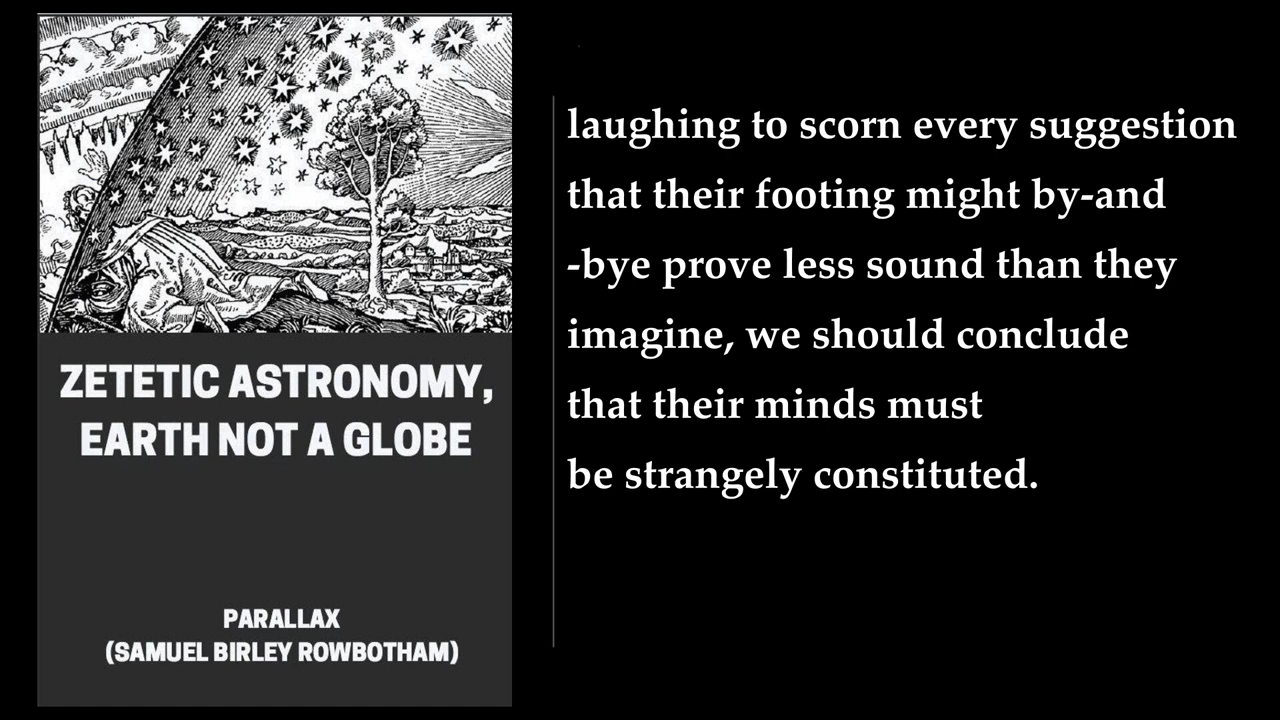 ZETETIC ASTRONOMY,
EARTH NOT A GLOBE
PARALLAX
(SAMUEL BIRLEY ROWBOTHAM)
laughing to scorn every suggestion
that their footing might by-and
-bye prove less sound than they
imagine, we should conclude
that their minds must
be strangely constituted.